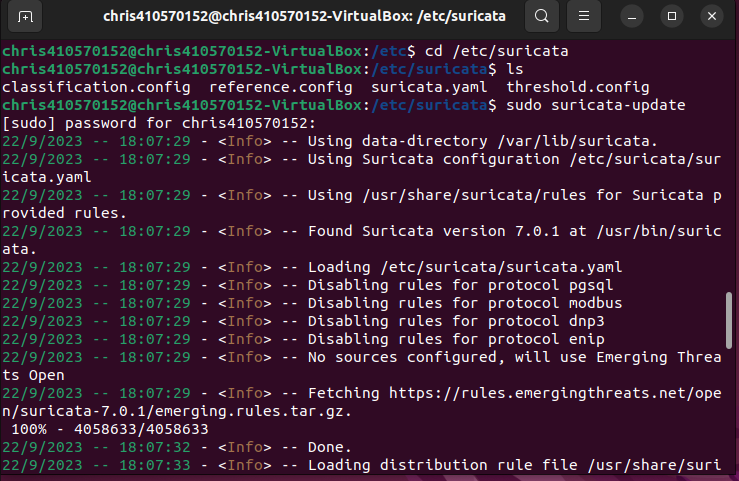 chris410570152@chris410570152-VirtualBox: /etc/suricata
chris410570152@chris410570152-VirtualBox:/etc$ cd /etc/suricata
chris410570152@chris410570152-VirtualBox:/etc/suricata$ ls
classification.config  reference.config  suricata.yaml  threshold.config
chris410570152@chris410570152-VirtualBox:/etc/suricata$ sudo suricata-update
[sudo] password for chris410570152:
22/9/2023 -- 18:07:29 - <Info> -- Using data-directory /var/lib/suricata.
22/9/2023 -- 18:07:29 - <Info> -- Using Suricata configuration /etc/suricata/sur
icata.yaml
22/9/2023 -- 18:07:29 - <Info> -- Using /usr/share/suricata/rules for Suricata p
rovided rules.
22/9/2023 -- 18:07:29 - <Info> -- Found Suricata version 7.0.1 at /usr/bin/suric
ata.
22/9/2023 -- 18:07:29 - <Info> -- Loading /etc/suricata/suricata.yaml
22/9/2023 -- 18:07:29 - <Info> -- Disabling rules for protocol pgsql
22/9/2023 -- 18:07:29 - <Info> -- Disabling rules for protocol modbus
22/9/2023 -- 18:07:29 - <Info> -- Disabling rules for protocol dnp3
22/9/2023 -- 18:07:29 - <Info> -- Disabling rules for protocol enip
22/9/2023 -- 18:07:29 - <Info> -- No sources configured, will use Emerging Threa
ts Open
22/9/2023 -- 18:07:29 - <Info> -- Fetching https://rules.emergingthreats.net/ope
n/suricata-7.0.1/emerging.rules.tar.gz.
 100% - 4058633/4058633
22/9/2023 -- 18:07:32 - <Info> -- Done.
22/9/2023 -- 18:07:33 - <Info> -- Loading distribution rule file /usr/share/suri